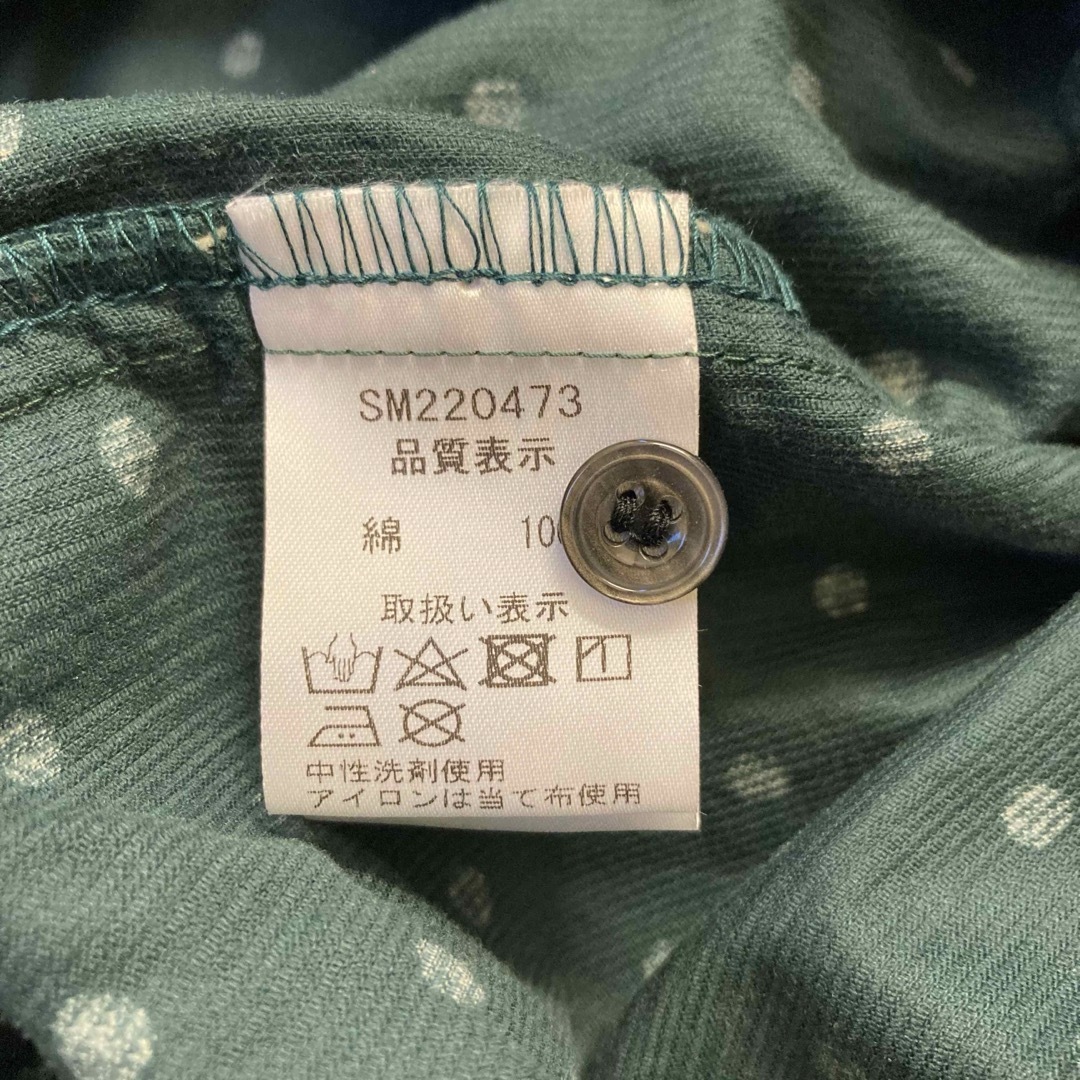 SM220473
品質表示
綿 10
取扱い表示
中性洗剤使用
アイロンは当て布使用